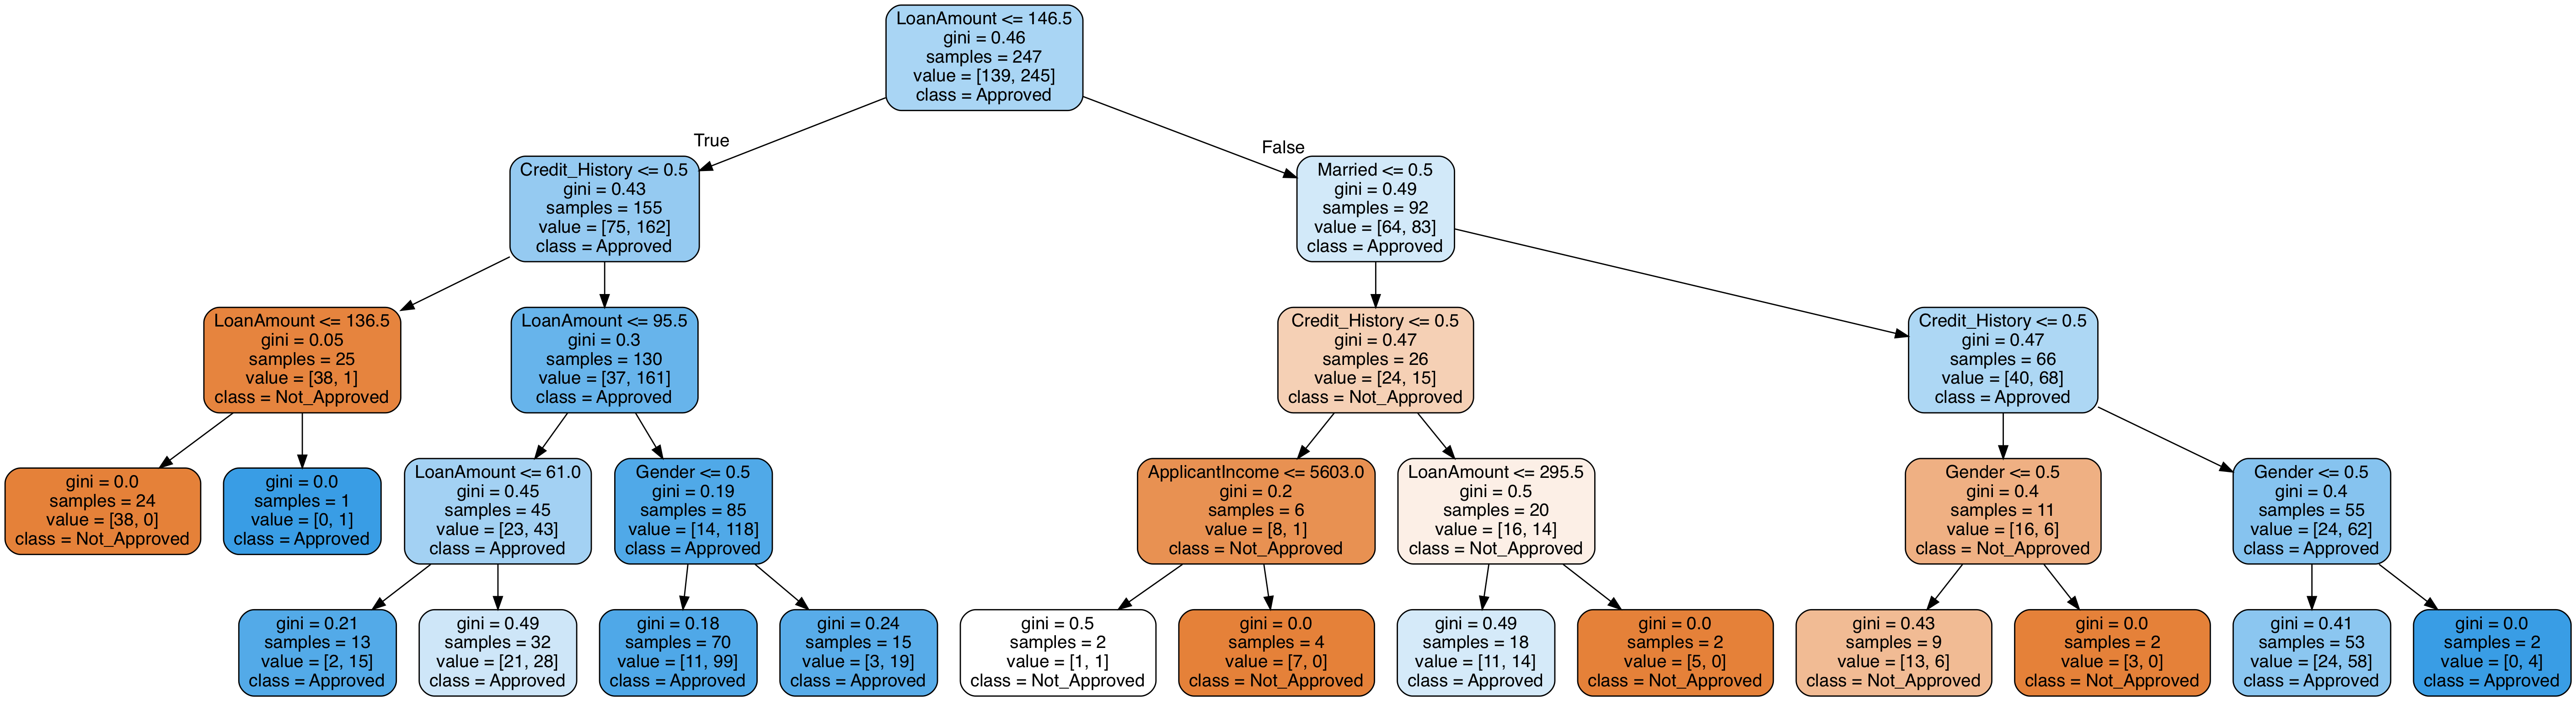 LoanAmount <= 146.5
gini = 0.46
samples = 247
value = [139, 245]
class = Approved
True
False
Credit_History <= 0.5
gini = 0.43
samples = 155
value = [75, 162]
class = Approved
Married <= 0.5
gini = 0.49
samples = 92
value = [64, 83]
class = Approved
LoanAmount <= 136.5
gini = 0.05
samples = 25
value = [38, 1]
class = Not_Approved
LoanAmount <= 95.5
gini = 0.3
samples = 130
value = [37, 161]
class = Approved
Credit_History <= 0.5
gini = 0.47
samples = 26
value = [24, 15]
class = Not_Approved
Credit_History <= 0.5
gini = 0.47
samples = 66
value = [40, 68]
class = Approved
gini = 0.0
samples = 24
value = [38, 0]
class = Not_Approved
gini = 0.0
samples = 1
value = [0, 1]
class = Approved
LoanAmount <= 61.0
gini = 0.45
samples = 45
value = [23, 43]
class = Approved
Gender <= 0.5
gini = 0.19
samples = 85
value = [14, 118]
class = Approved
ApplicantIncome <= 5603.0
gini = 0.2
samples = 6
value = [8, 1]
class = Not_Approved
LoanAmount <= 295.5
gini = 0.5
samples = 20
value = [16, 14]
class = Not_Approved
Gender <= 0.5
gini = 0.4
samples = 11
value = [16, 6]
class = Not_Approved
Gender <= 0.5
gini = 0.4
samples = 55
value = [24, 62]
class = Approved
gini = 0.21
samples = 13
value = [2, 15]
class = Approved
gini = 0.49
samples = 32
value = [21, 28]
class = Approved
gini = 0.18
samples = 70
value = [11, 99]
class = Approved
gini = 0.24
samples = 15
value = [3, 19]
class = Approved
gini = 0.5
samples = 2
value = [1, 1]
class = Not_Approved
gini = 0.0
samples = 4
value = [7, 0]
class = Not_Approved
gini = 0.49
samples = 18
value = [11, 14]
class = Approved
gini = 0.0
samples = 2
value = [5, 0]
class = Not_Approved
gini = 0.43
samples = 9
value = [13, 6]
class = Not_Approved
gini = 0.0
samples = 2
value = [3, 0]
class = Not_Approved
gini = 0.41
samples = 53
value = [24, 58]
class = Approved
gini = 0.0
samples = 2
value = [0, 4]
class = Approved